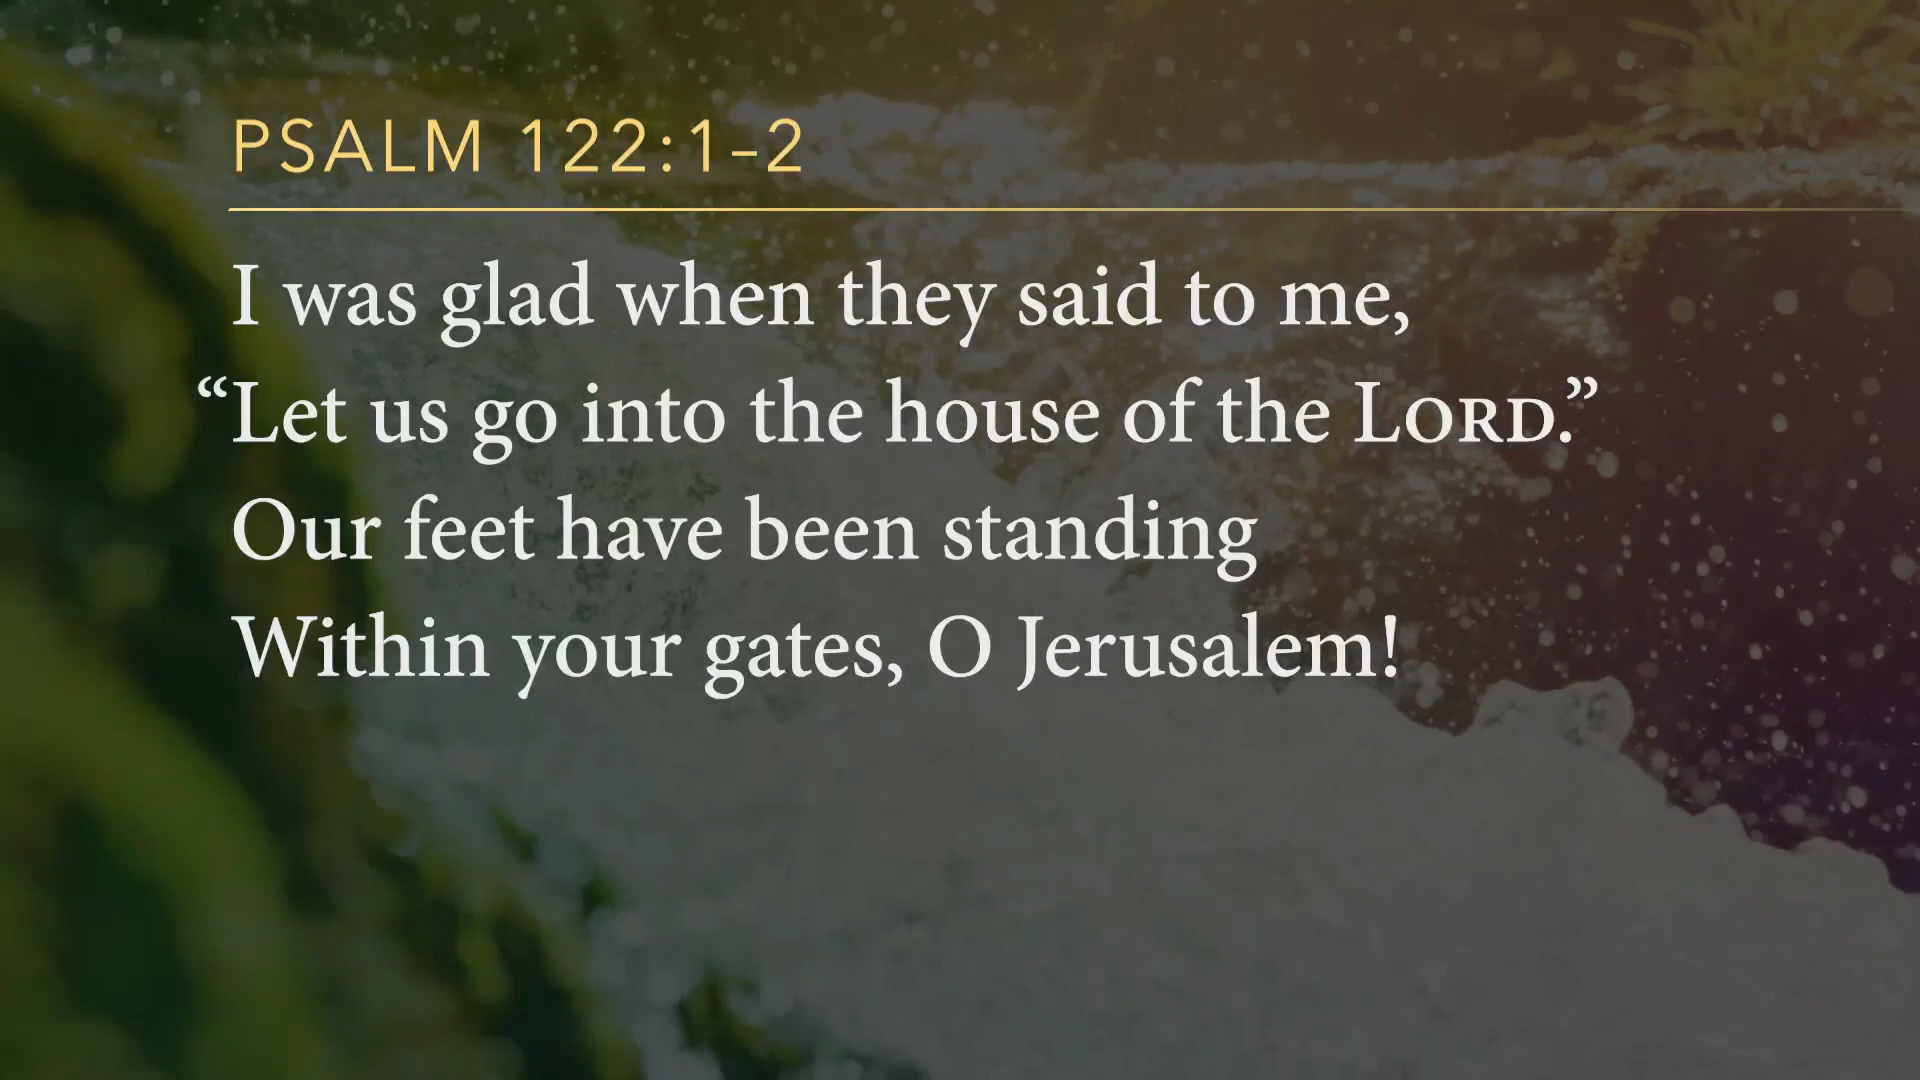 PSALM 122:1–2
I was glad when they said to me,
“Let us go into the house of the LORD.”
Our feet have been standing
Within your gates, O Jerusalem!